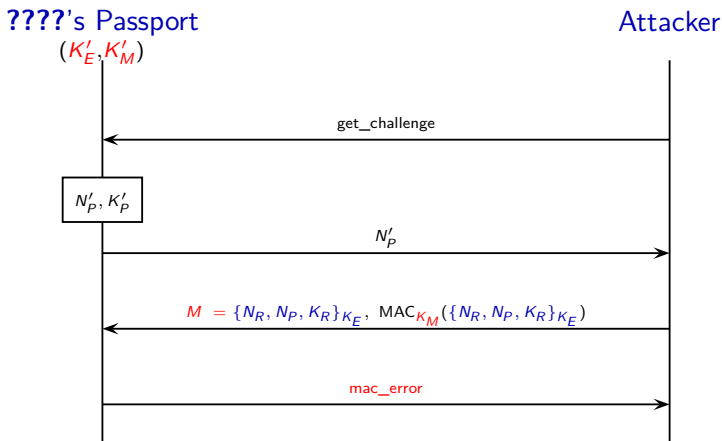 ????'s Passport
Attacker
(K′_E, K′_M)
get_challenge
N′_P, K′_P
N′_P
M = {N_R, N_P, K_R}_{K_E}, MAC_{K_M}({N_R, N_P, K_R}_{K_E})
mac_error